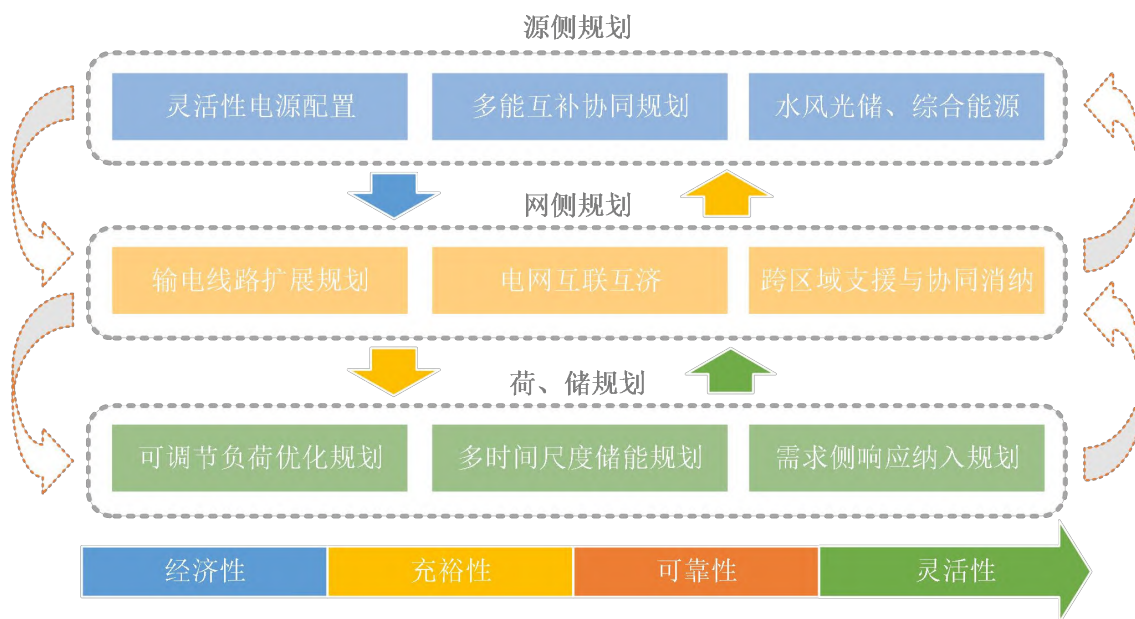 源侧规划
灵活性电源配置
多能互补协同规划
水风光储、综合能源
网侧规划
输电线路扩展规划
电网互联互济
跨区域支援与协同消纳
荷、储规划
可调节负荷优化规划
多时间尺度储能规划
需求侧响应纳入规划
经济性
充裕性
可靠性
灵活性